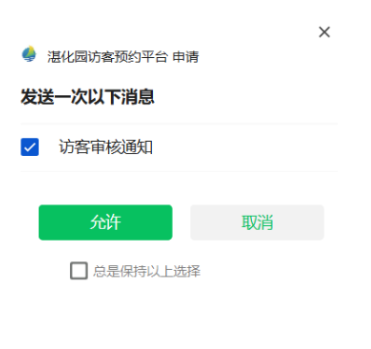 湛化园访客预约平台 申请
发送一次以下消息
访客审核通知
允许 取消
总是保持以上选择